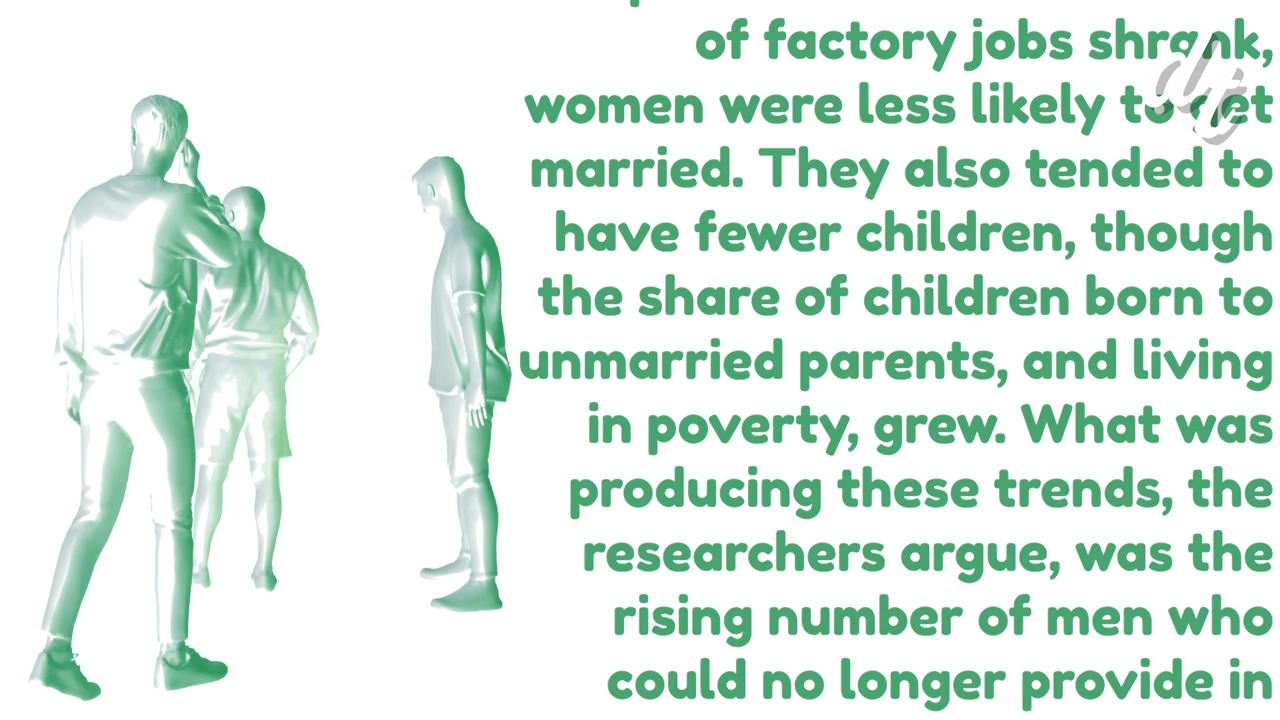 of factory jobs shrank,
women were less likely to get
married. They also tended to
have fewer children, though
the share of children born to
unmarried parents, and living
in poverty, grew. What was
producing these trends, the
researchers argue, was the
rising number of men who
could no longer provide in
dt